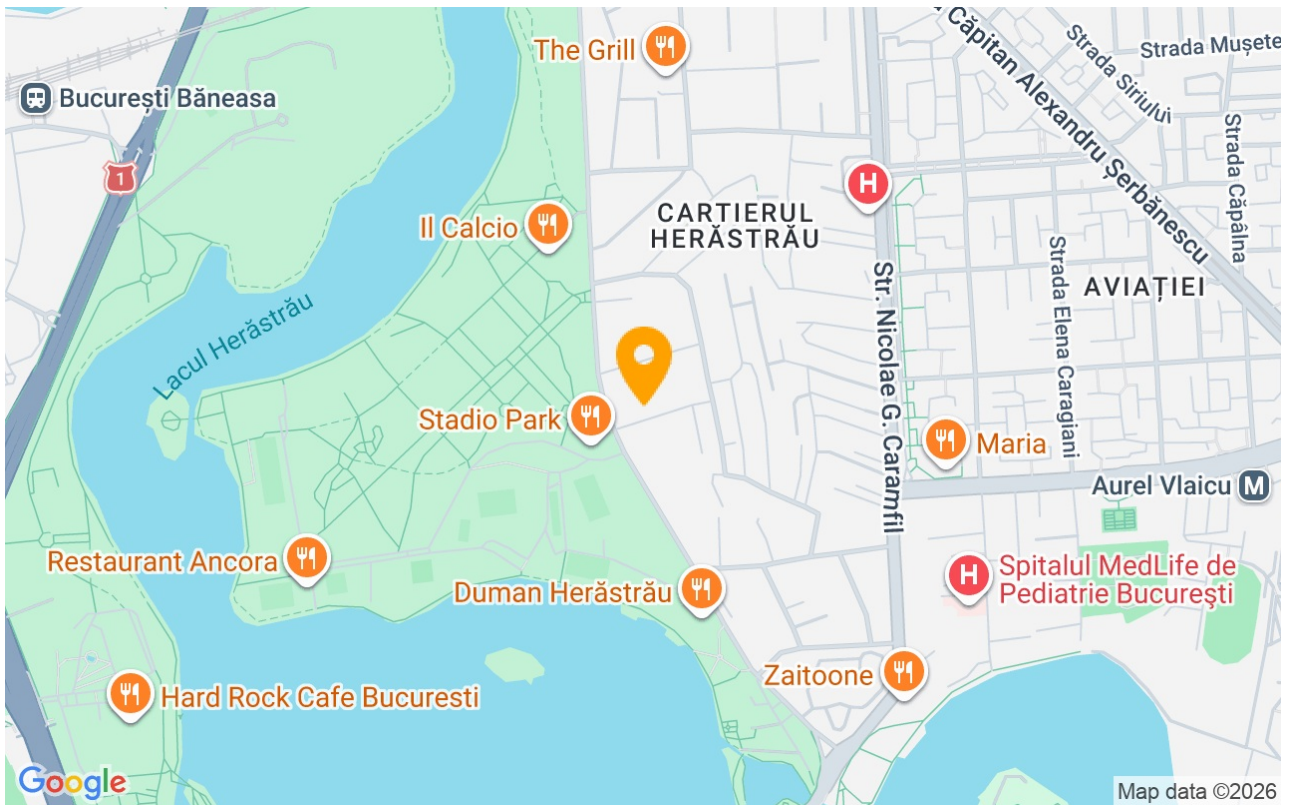 The Grill
Căpitan Alexandru Șerbănescu
Strada Siriului
Strada Mușete
București Băneasa
1
H
Strada Căpâlna
Il Calcio
CARTIERUL
HERĂSTRĂU
Strada Elena Caragiani
AVIAȚIEI
Str. Nicolae G. Caramfil
Lacul Herăstrău
Stadio Park
Maria
Aurel Vlaicu M
Restaurant Ancora
Duman Herăstrău
H
Spitalul MedLife de
Pediatrie București
Zaitoone
Hard Rock Cafe Bucuresti
Google
Map data ©2026